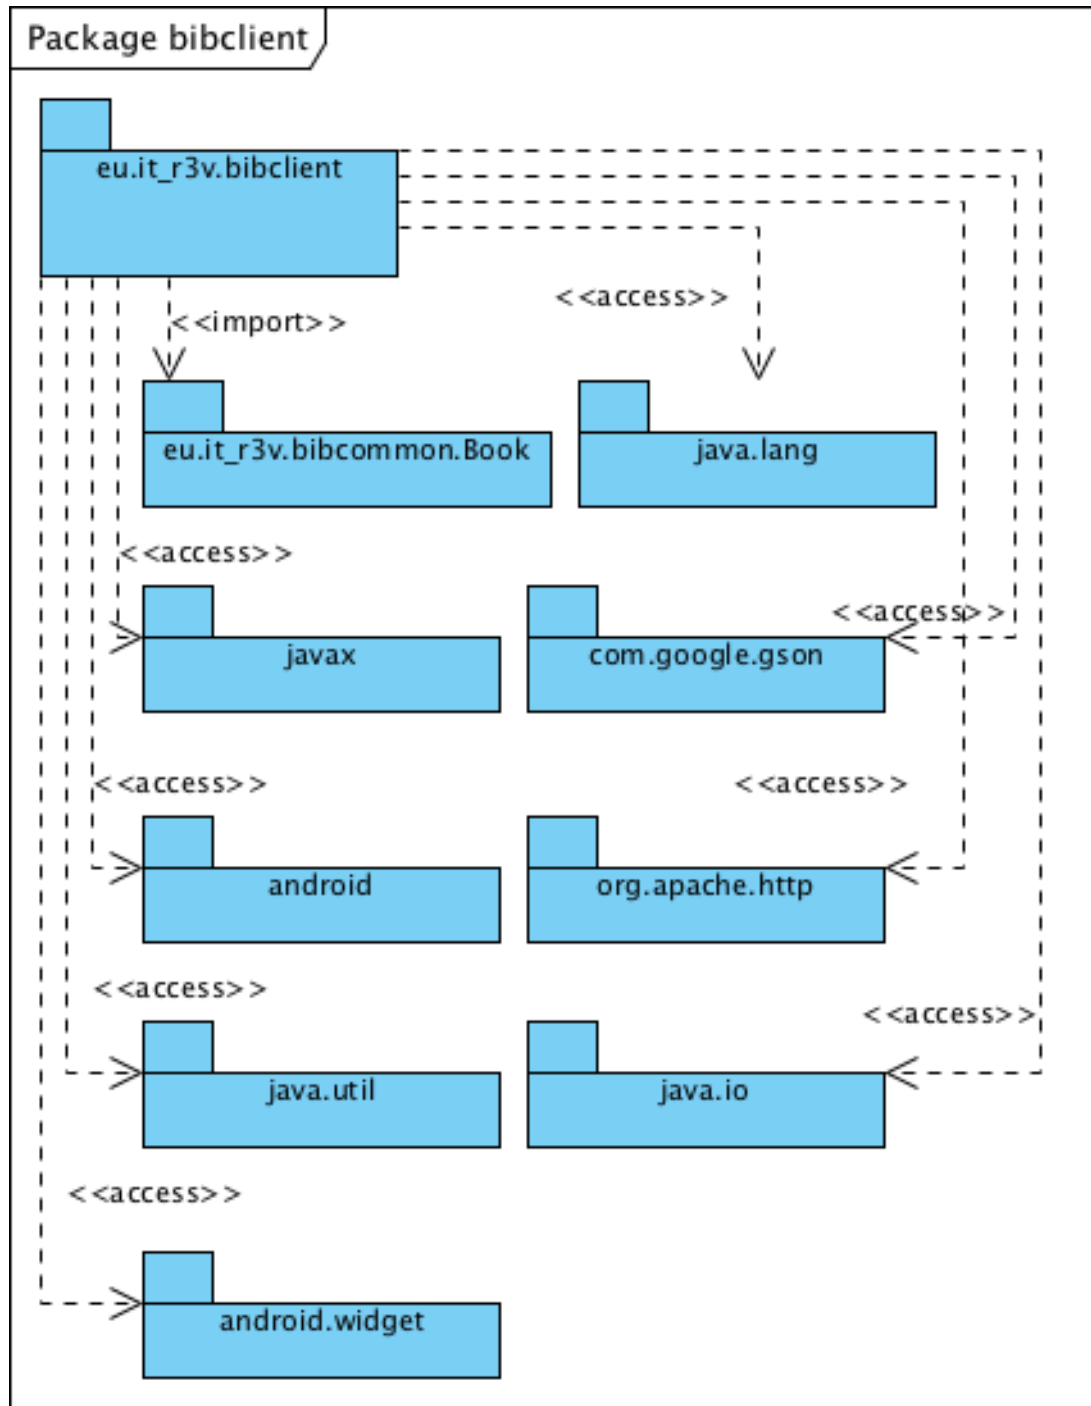 Package bibclient
eu.it_r3v.bibclient
<<access>>
<<import>>
eu.it_r3v.bibcommon.Book
java.lang
<<access>>
<<access>>
javax
com.google.gson
<<access>>
<<access>>
android
org.apache.http
<<access>>
<<access>>
java.util
java.io
<<access>>
android.widget